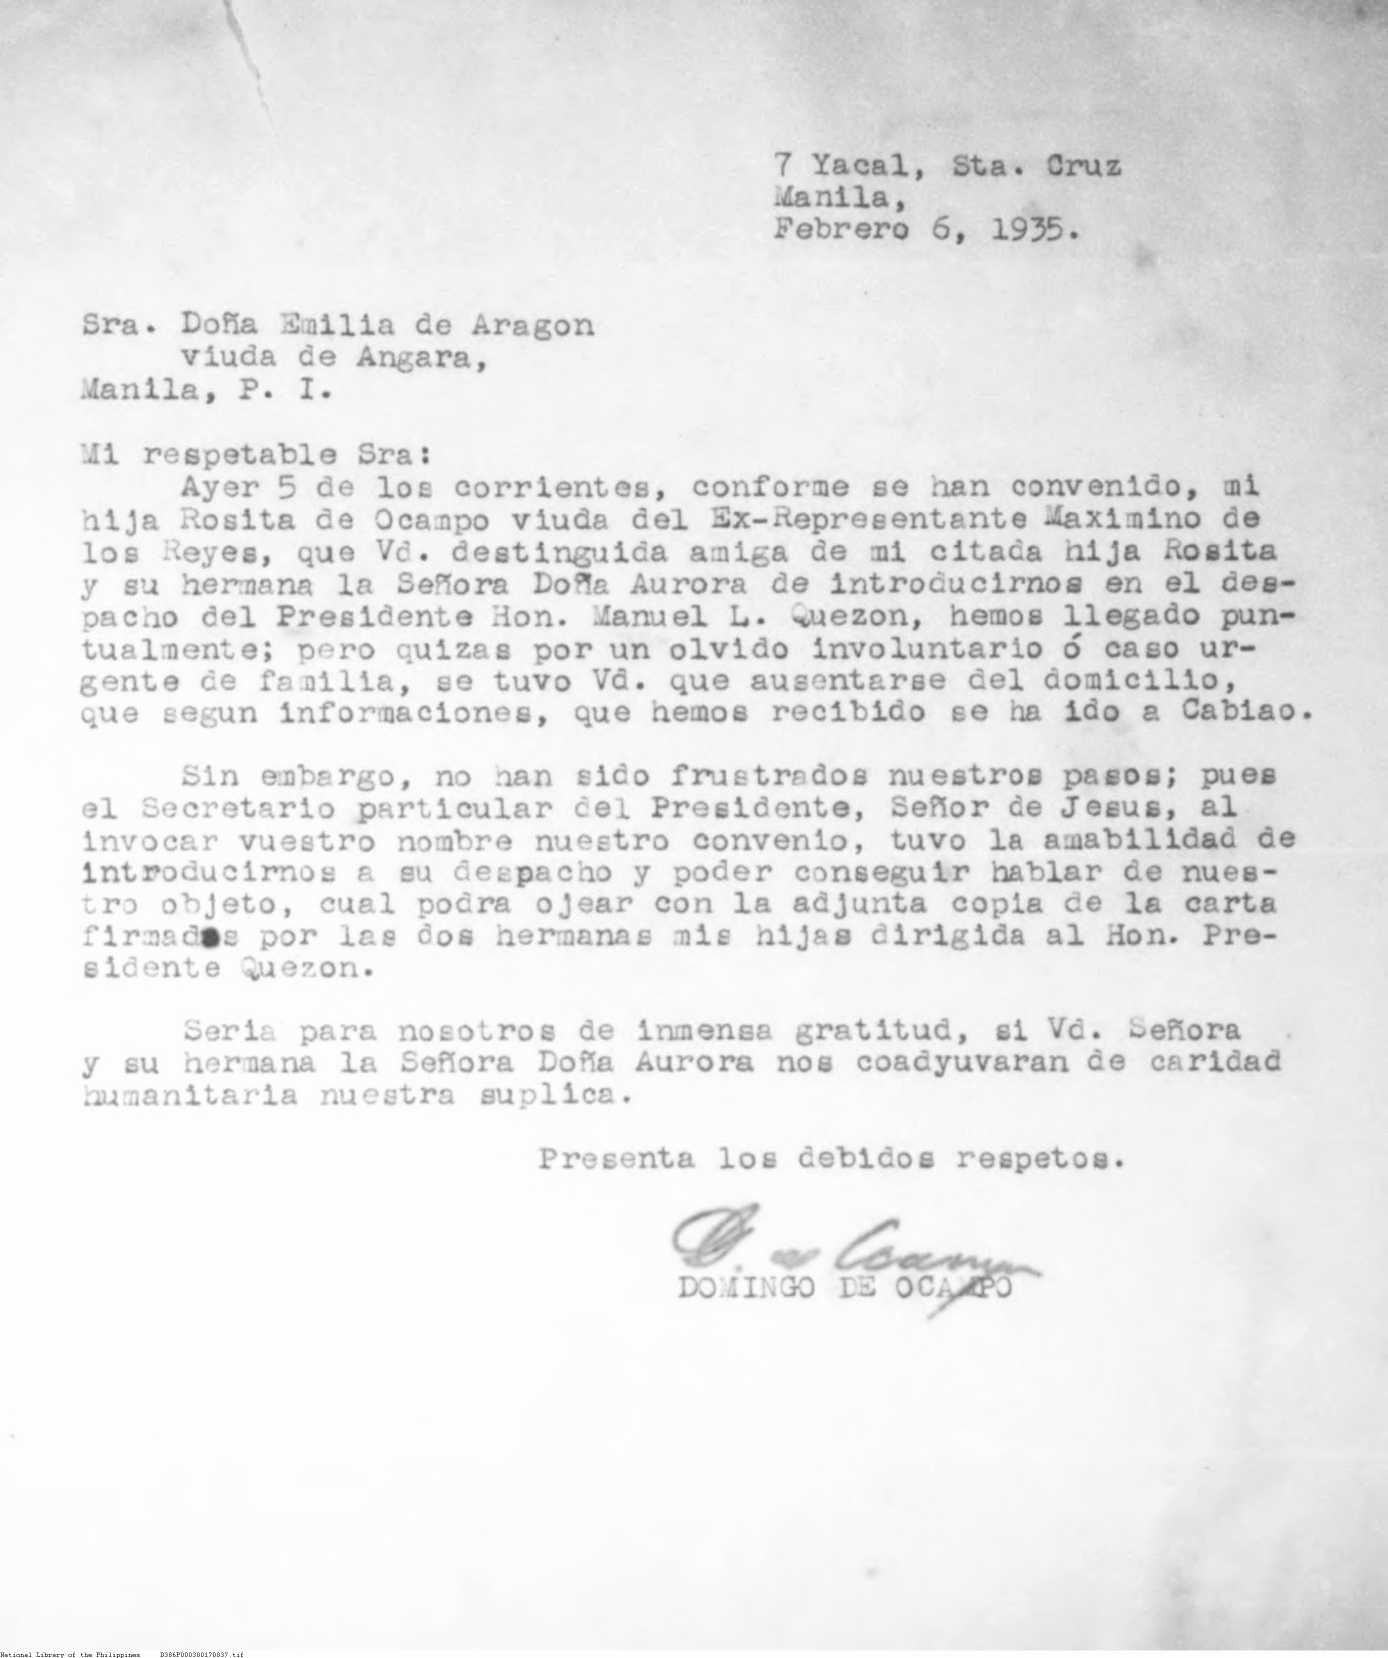 7 Yacal, Sta. Cruz
Manila,
Febrero 6, 1935.
Sra. Doña Emilia de Aragon
viuda de Angara,
Manila, P. I.
Mi respetable Sra:
Ayer 5 de los corrientes, conforme se han convenido, mi
hija Rosita de Ocampo viuda del Ex-Representante Maximino de
los Reyes, que Vd. destinguida amiga de mi citada hija Rosita
y su hermana la Señora Doña Aurora de introducirnos en el des-
pacho del Presidente Hon. Manuel L. Quezon, hemos llegado pun-
tualmente; pero quizas por un olvido involuntario ó caso ur-
gente de familia, se tuvo Vd. que ausentarse del domicilio,
que segun informaciones, que hemos recibido se ha ido a Cabiao.
Sin embargo, no han sido frustrados nuestros pasos; pues
el Secretario particular del Presidente, Señor de Jesus, al
invocar vuestro nombre nuestro convenio, tuvo la amabilidad de
introducirnos a su despacho y poder conseguir hablar de nues-
tro objeto, cual podra ojear con la adjunta copia de la carta
firmados por las dos hermanas mis hijas dirigida al Hon. Pre-
sidente Quezon.
Seria para nosotros de inmensa gratitud, si Vd. Señora
y su hermana la Señora Doña Aurora nos coadyuvaran de caridad
humanitaria nuestra suplica.
Presenta los debidos respetos.
D. de Ocampo
DOMINGO DE OCAMPO
National Library of the Philippines D386P000300170037.tif